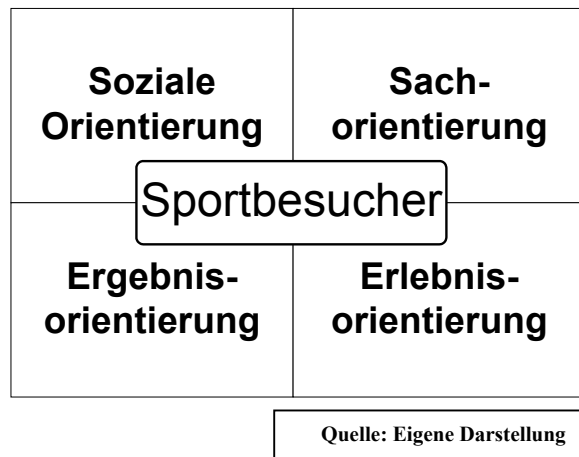 Soziale
Orientierung
Sach-
orientierung
Sportbesucher
Ergebnis-
orientierung
Erlebnis-
orientierung
Quelle: Eigene Darstellung